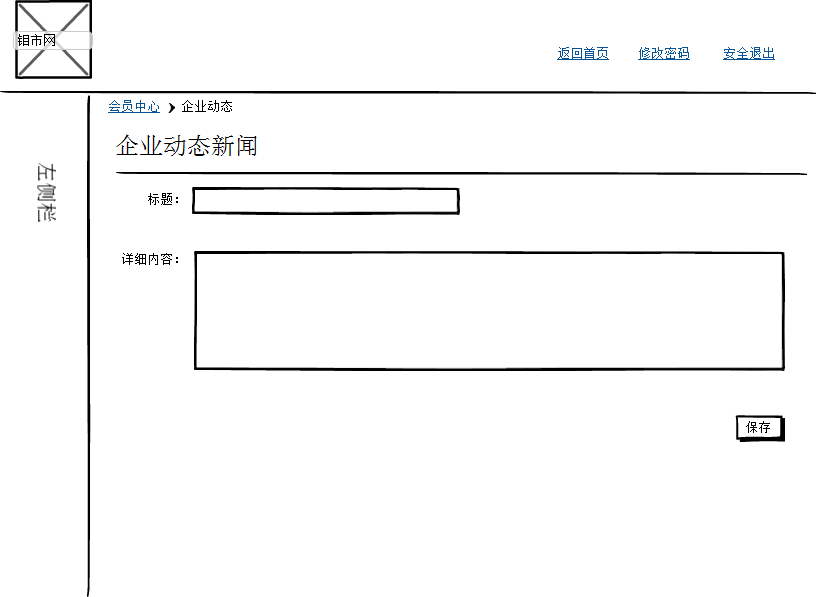 钼市网
返回首页 修改密码 安全退出
会员中心 > 企业动态
企业动态新闻
左侧栏
标题：
详细内容：
保存